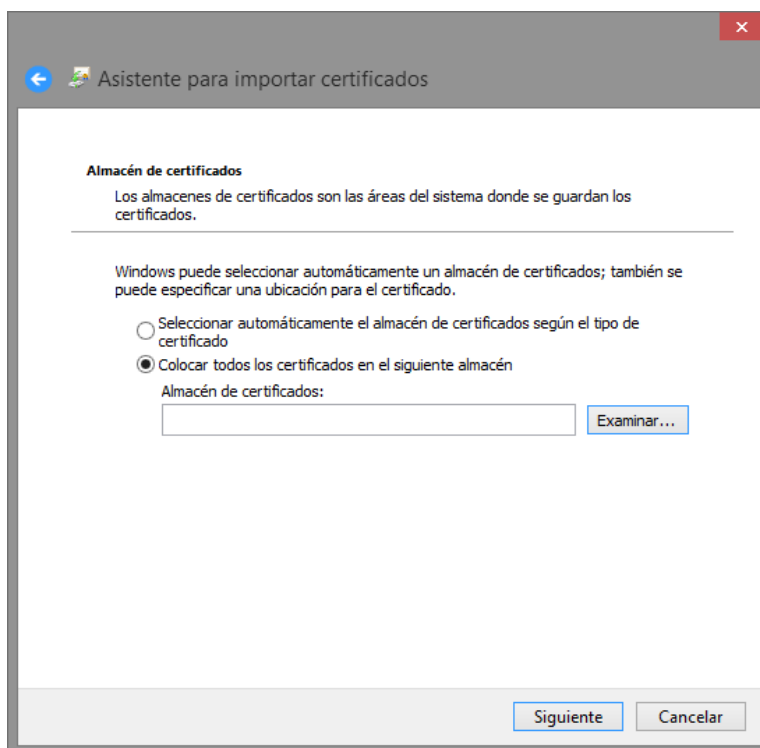 Asistente para importar certificados
Almacén de certificados
Los almacenes de certificados son las áreas del sistema donde se guardan los
certificados.
Windows puede seleccionar automáticamente un almacén de certificados; también se
puede especificar una ubicación para el certificado.
Seleccionar automáticamente el almacén de certificados según el tipo de
certificado
Colocar todos los certificados en el siguiente almacén
Almacén de certificados:
Examinar...
Siguiente
Cancelar